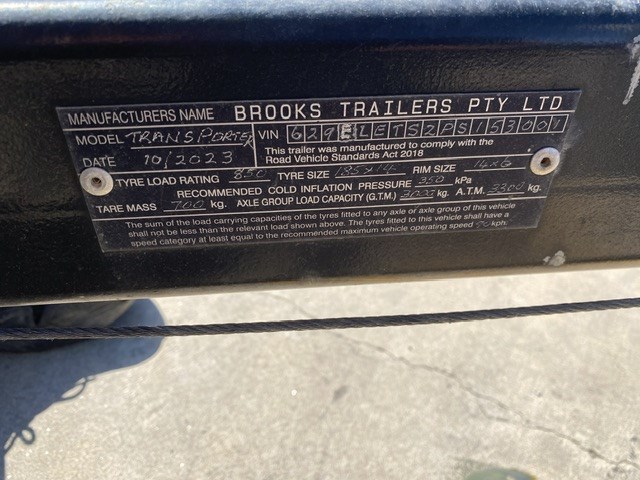 MANUFACTURERS NAME BROOKS TRAILERS PTY LTD
MODEL TRANSPORTER VIN 629ELETSZPS153001
DATE 10/2023 This trailer was manufactured to comply with the
Road Vehicle Standards Act 2018
TYRE LOAD RATING 850 TYRE SIZE 185X14 RIM SIZE 14X6
RECOMMENDED COLD INFLATION PRESSURE 350 kPa
TARE MASS 700 kg. AXLE GROUP LOAD CAPACITY (G.T.M.) 3000 kg. A.T.M. 3300 kg.
The sum of the load carrying capacities of the tyres fitted to any axle or axle group of this vehicle
shall not be less than the relevant load shown above. The tyres fitted to this vehicle shall have a
speed category at least equal to the recommended maximum vehicle operating speed kph.